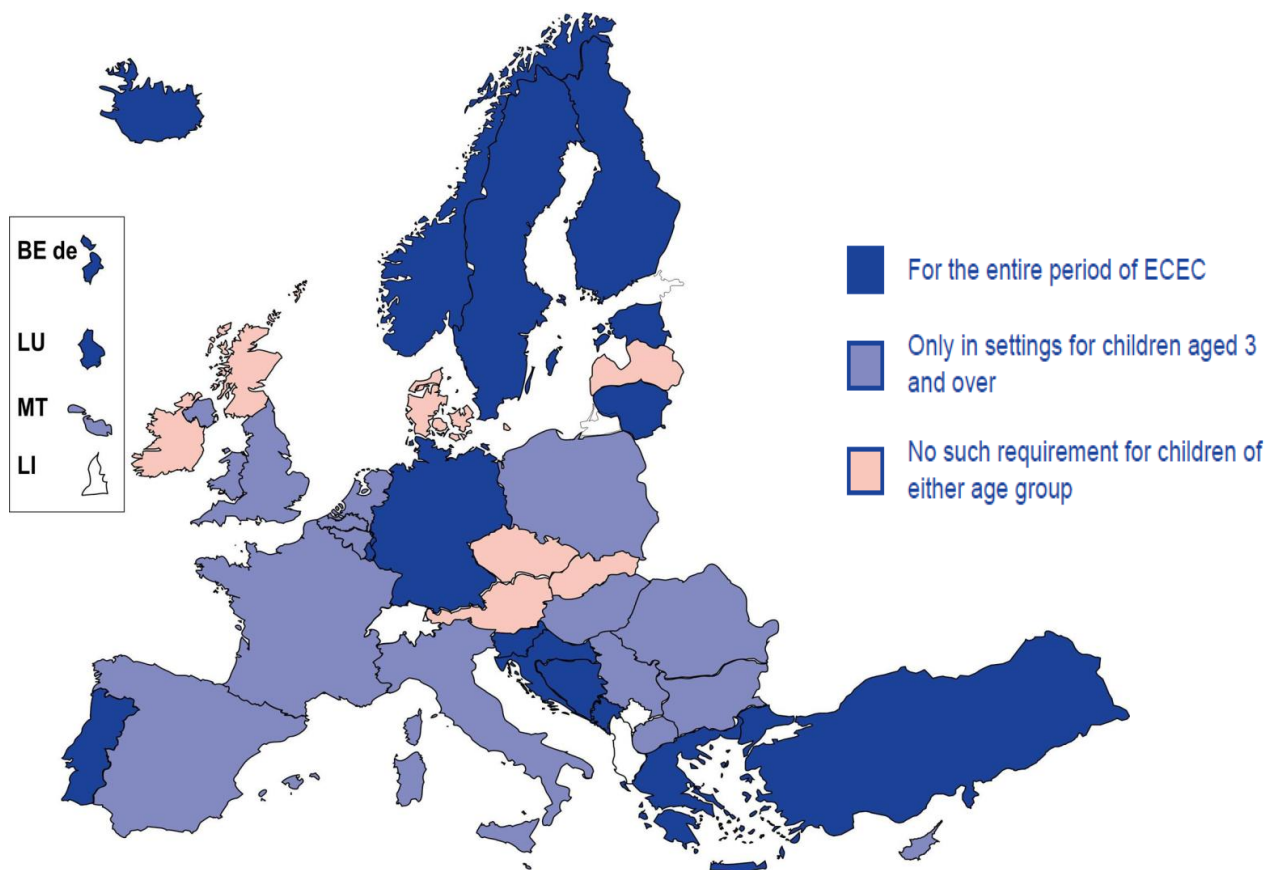 BE de
LU
MT
LI
For the entire period of ECEC
Only in settings for children aged 3
and over
No such requirement for children of
either age group